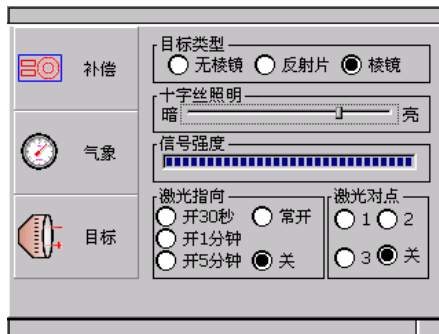 补偿
气象
目标
目标类型
无棱镜 反射片 棱镜
十字丝照明
暗 亮
信号强度
激光指向
开30秒 常开
开1分钟
开5分钟 关
激光对点
1 2
3 关